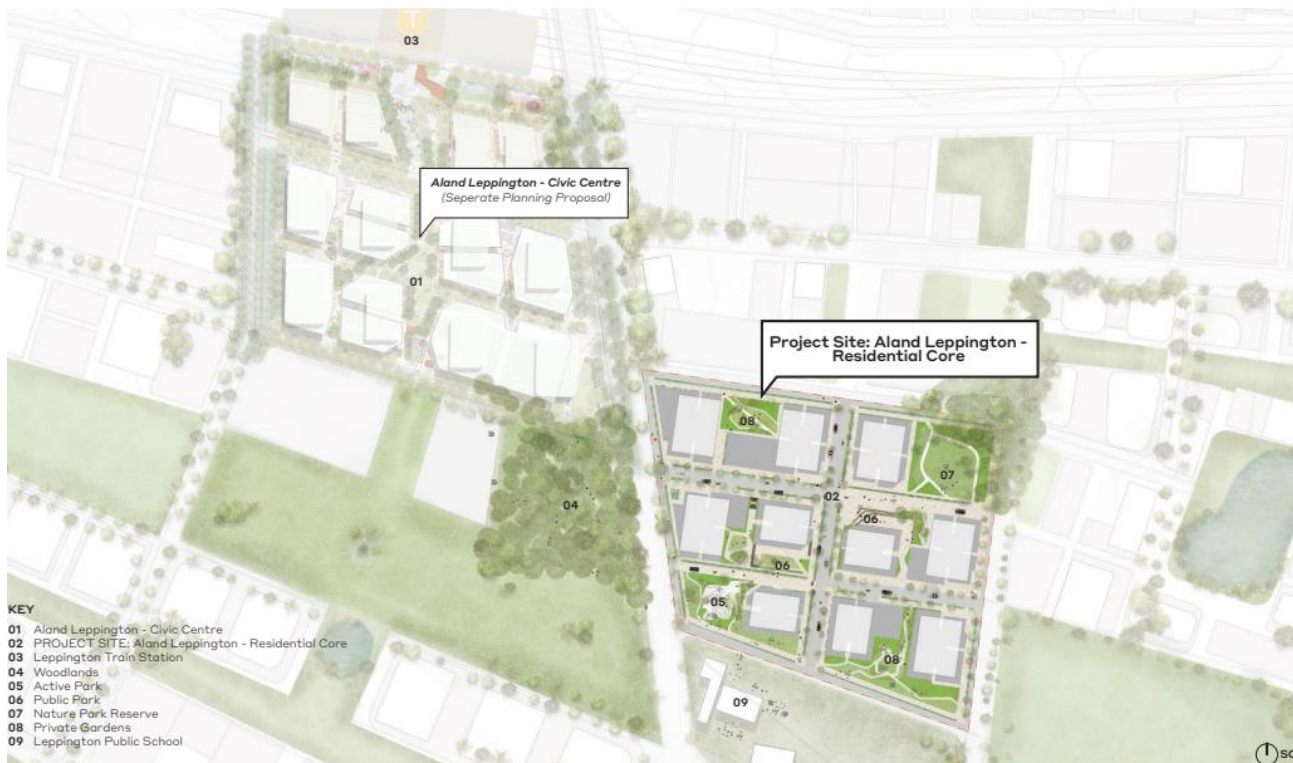 T
03
Aland Leppington - Civic Centre
(Seperate Planning Proposal)
01
Project Site: Aland Leppington -
Residential Core
08
07
02
04
06
06
05
08
09
KEY
01 Aland Leppington - Civic Centre
02 PROJECT SITE: Aland Leppington - Residential Core
03 Leppington Train Station
04 Woodlands
05 Active Park
06 Public Park
07 Nature Park Reserve
08 Private Gardens
09 Leppington Public School